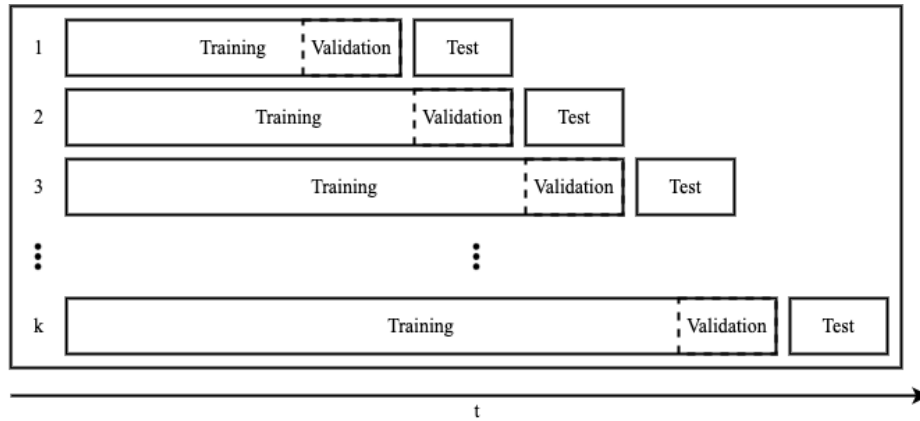 1 Training Validation Test
2 Training Validation Test
3 Training Validation Test
k Training Validation Test
t